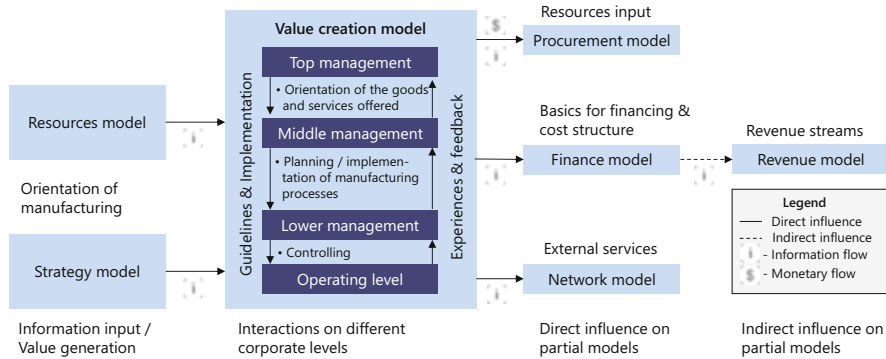 Resources model
Orientation of
manufacturing
Strategy model
Information input /
Value generation
i
i
Value creation model
Guidelines & Implementation
Top management
• Orientation of the goods
and services offered
Middle management
• Planning / implemen-
tation of manufacturing
processes
Lower management
• Controlling
Operating level
Experiences & feedback
Interactions on different
corporate levels
$
i
i
i
Resources input
Procurement model
Basics for financing &
cost structure
Finance model
External services
Network model
Direct influence on
partial models
i
Revenue streams
Revenue model
Legend
Direct influence
Indirect influence
i - Information flow
$ - Monetary flow
Indirect influence on
partial models